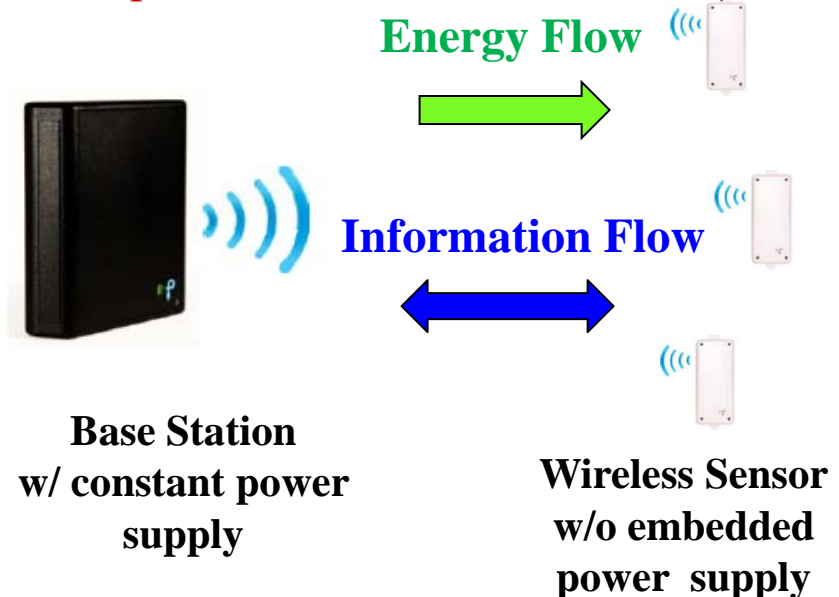 Energy Flow
Information Flow
Base Station
w/ constant power
supply
Wireless Sensor
w/o embedded
power supply